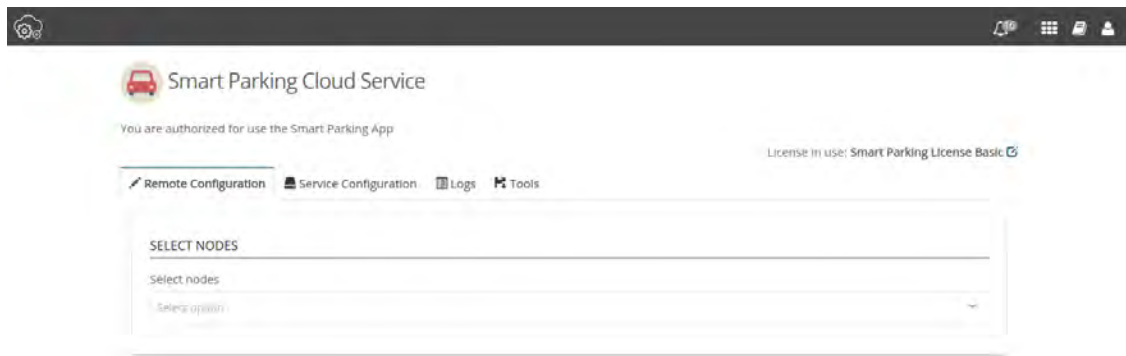 Smart Parking Cloud Service
You are authorized for use the Smart Parking App
License in use: Smart Parking License Basic
Remote Configuration Service Configuration Logs Tools
SELECT NODES
Select nodes
Select option